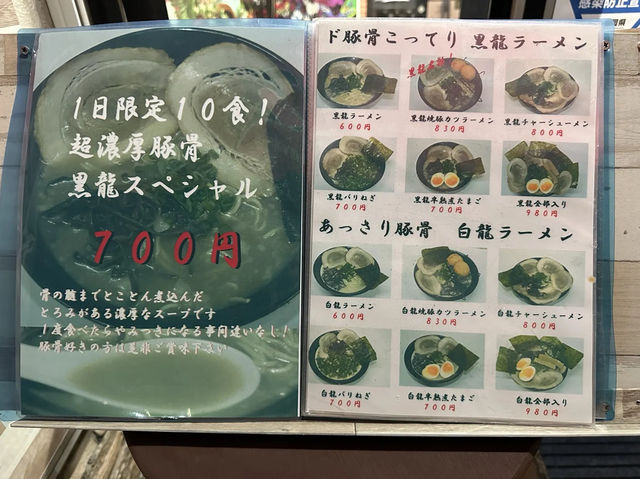 感染防止宣
1日限定10食！
超濃厚豚骨
黒龍スペシャル
700円
骨の髄までとことん煮込んだ
とろみがある濃厚なスープです
1度食べたらやみつきになる事間違いなし！
豚骨好きの方は是非ご賞味下さい
ド豚骨こってり 黒龍ラーメン
黒龍ラーメン
600円
黒龍焼豚カツラーメン
830円
黒龍チャーシューメン
800円
黒龍バリねぎ
700円
黒龍半熟煮たまご
700円
黒龍全部入り
980円
あっさり豚骨 白龍ラーメン
白龍ラーメン
600円
白龍焼豚カツラーメン
830円
白龍チャーシューメン
800円
白龍バリねぎ
700円
白龍半熟煮たまご
700円
白龍全部入り
980円